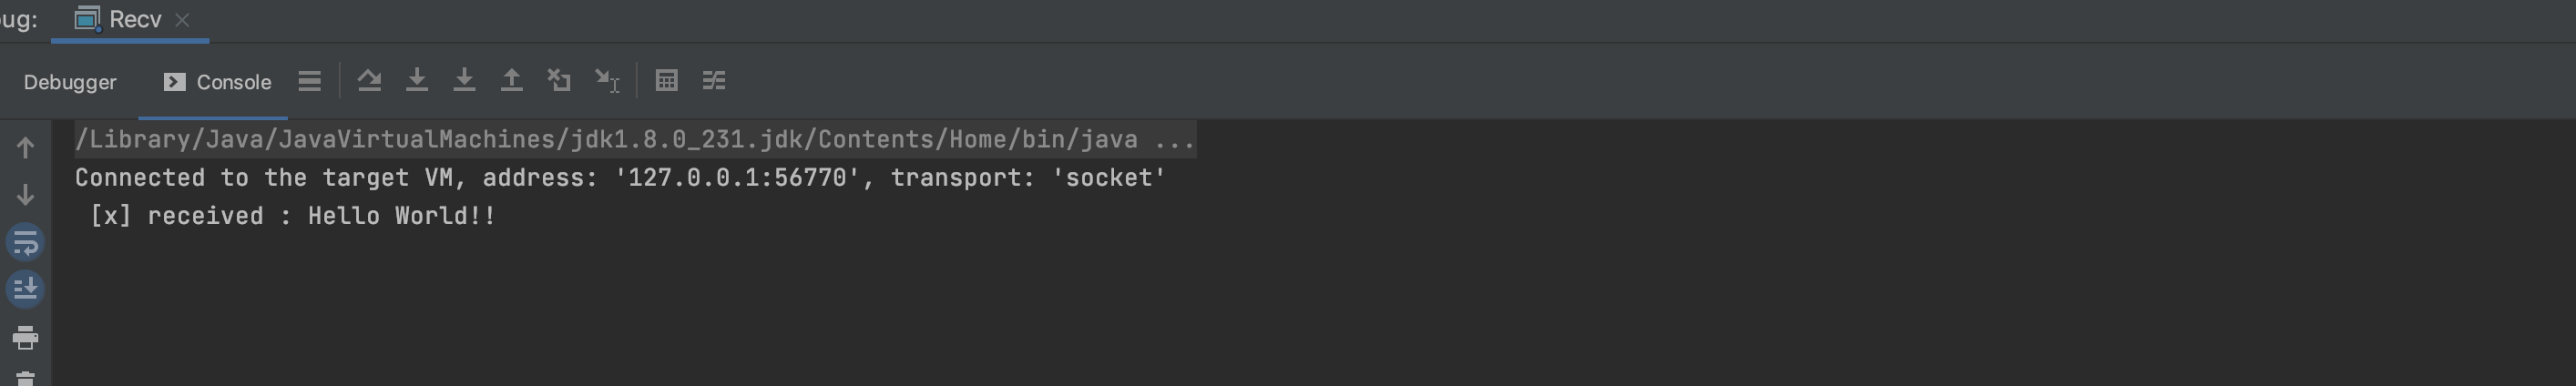 ug: Recv
Debugger Console
/Library/Java/JavaVirtualMachines/jdk1.8.0_231.jdk/Contents/Home/bin/java ...
Connected to the target VM, address: '127.0.0.1:56770', transport: 'socket'
[x] received : Hello World!!